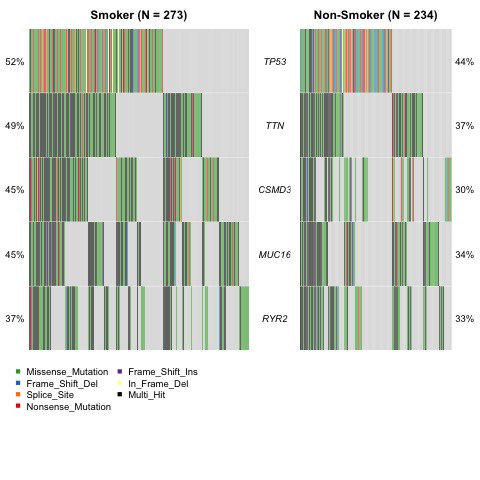 Smoker (N = 273) Non-Smoker (N = 234)
52% TP53 44%
49% TTN 37%
45% CSMD3 30%
45% MUC16 34%
37% RYR2 33%
Missense_Mutation Frame_Shift_Ins
Frame_Shift_Del In_Frame_Del
Splice_Site Multi_Hit
Nonsense_Mutation